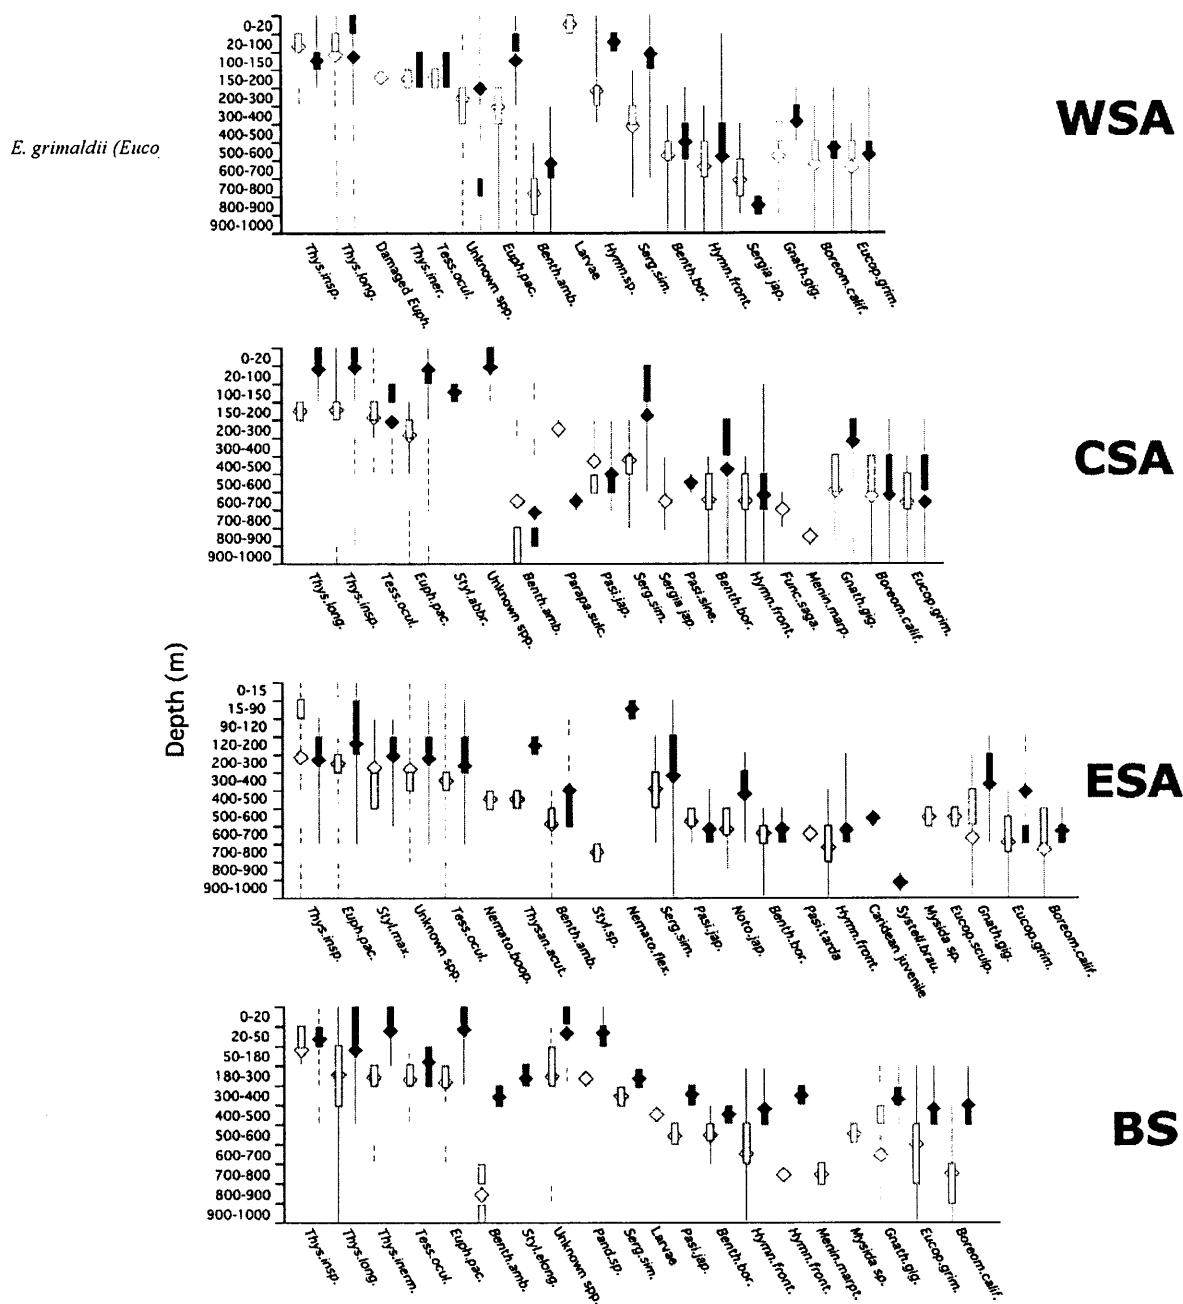 0-20
20-100
100-150
150-200
200-300
300-400
400-500
500-600
600-700
700-800
800-900
900-1000
WSA
E. grimaldii (Euco
Thys.insp.
Thys.long.
Damaged Euph.
Thys.iner.
Tess.ocul.
Unknown spp.
Euph.pac.
Benth.amb.
Larvae
Hymn.sp.
Serg.sim.
Benth.bor.
Hymn.front.
Sergia jap.
Gnath.gig.
Boreom.calif.
Eucop.grim.
0-20
20-100
100-150
150-200
200-300
300-400
400-500
500-600
600-700
700-800
800-900
900-1000
CSA
Thys.long.
Thys.insp.
Tess.ocul.
Euph.pac.
Styl.abbr.
Unknown spp.
Benth.amb.
Parapa.sulc.
Pasi.jap.
Serg.sim.
Sergia jap.
Pasi.sine.
Benth.bor.
Hymn.front.
Func.saga.
Menin.marp.
Gnath.gig.
Boreom.calif.
Eucop.grim.
Depth (m)
0-15
15-90
90-120
120-200
200-300
300-400
400-500
500-600
600-700
700-800
800-900
900-1000
ESA
Thys.insp.
Euph.pac.
Styl.max.
Unknown spp.
Tess.ocul.
Nemato.boop.
Thysan.acut.
Benth.amb.
Styl.sp.
Nemato.flex.
Serg.sim.
Pasi.jap.
Noto.jap.
Benth.bor.
Pasi.tarda
Hymn.front.
Caridean juvenile
Systell.brau.
Mysida sp.
Eucop.sculp.
Gnath.gig.
Eucop.grim.
Boreom.calif.
0-20
20-50
50-180
180-300
300-400
400-500
500-600
600-700
700-800
800-900
900-1000
BS
Thys.insp.
Thys.long.
Thys.inerm.
Tess.ocul.
Euph.pac.
Benth.amb.
Styl.elong.
Unknown spp.
Pand.sp.
Serg.sim.
Larvae
Pasi.jap.
Benth.bor.
Hymn.front.
Hymn.front.
Menin.marpt.
Mysida sp.
Gnath.gig.
Eucop.grim.
Boreom.calif.